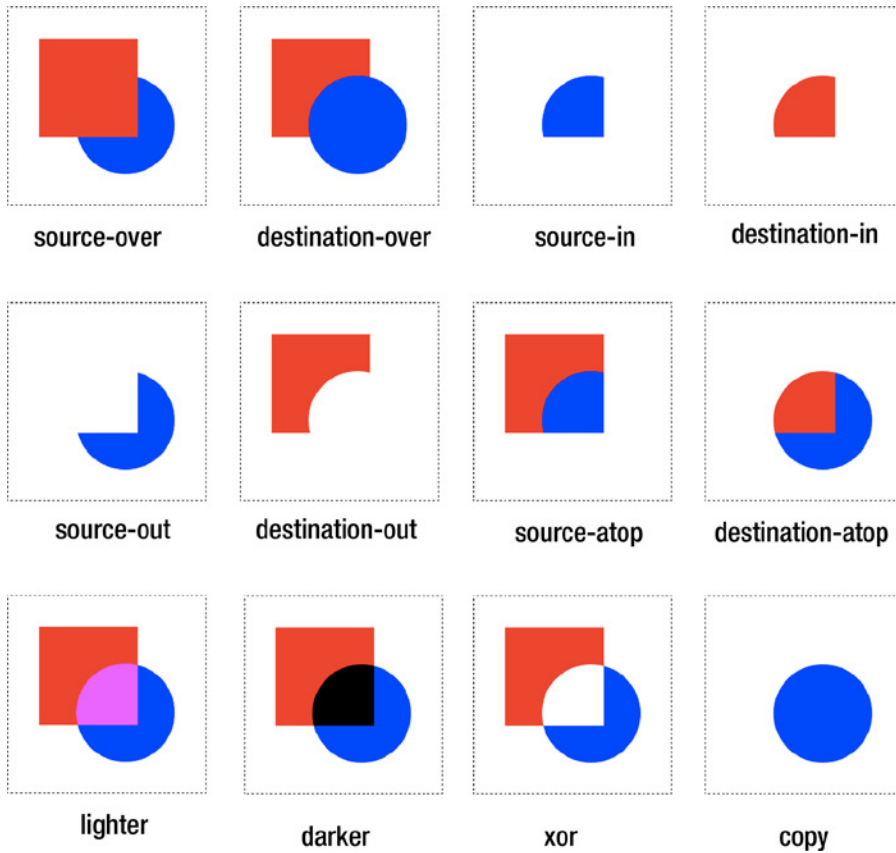 source-over
destination-over
source-in
destination-in
source-out
destination-out
source-atop
destination-atop
lighter
darker
xor
copy